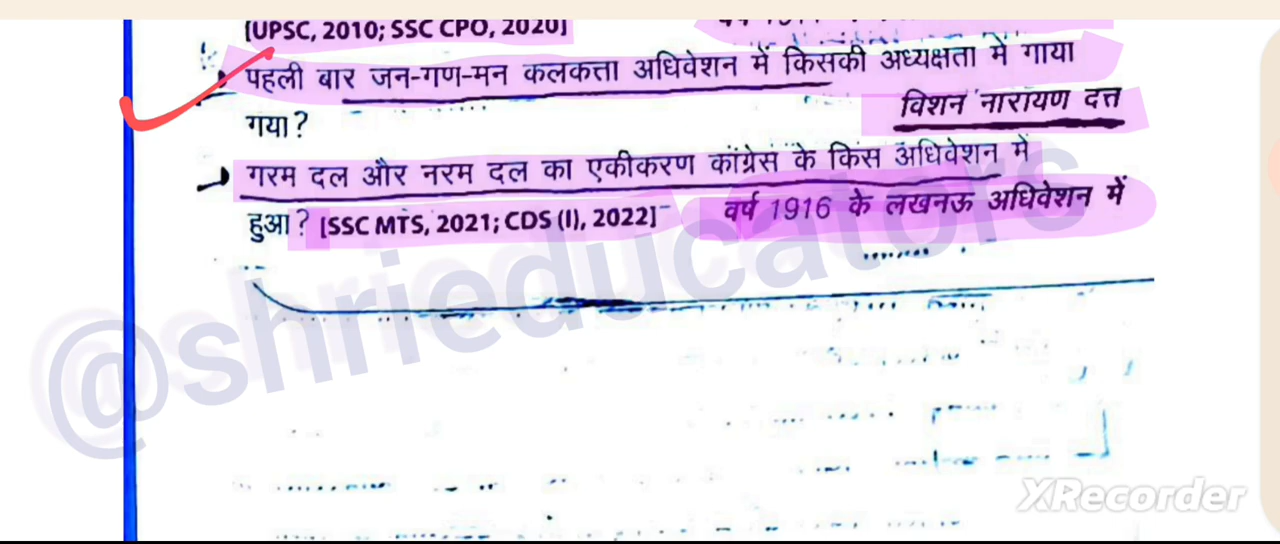 [UPSC, 2010; SSC CPO, 2020]
पहली बार जन-गण-मन कलकत्ता अधिवेशन में किसकी अध्यक्षता में गाया
गया?
विशन नारायण दत्त
गरम दल और नरम दल का एकीकरण कांग्रेस के किस अधिवेशन में
हुआ? [SSC MTS, 2021; CDS (I), 2022] वर्ष 1916 के लखनऊ अधिवेशन में
@shrieducators
XRecorder